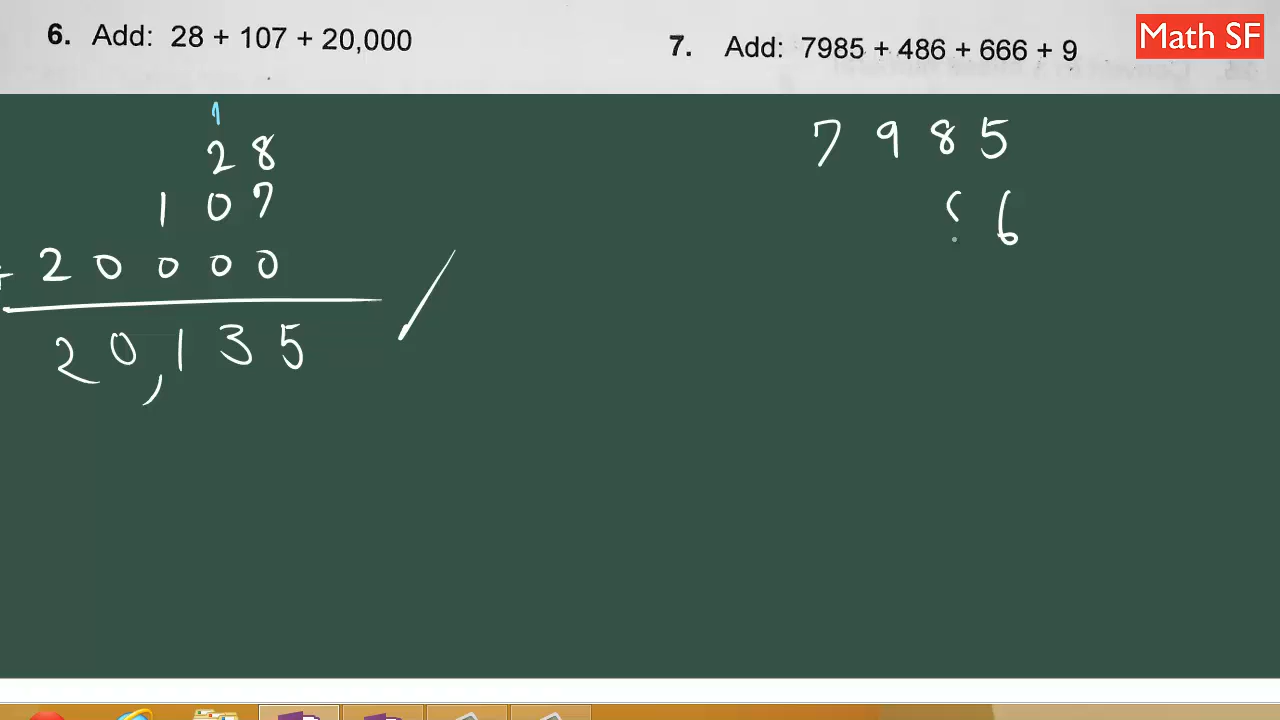 6. Add: 28 + 107 + 20,000
7. Add: 7985 + 486 + 666 + 9
Math SF
1
28
107
+ 20000
20,135
/
7985
6